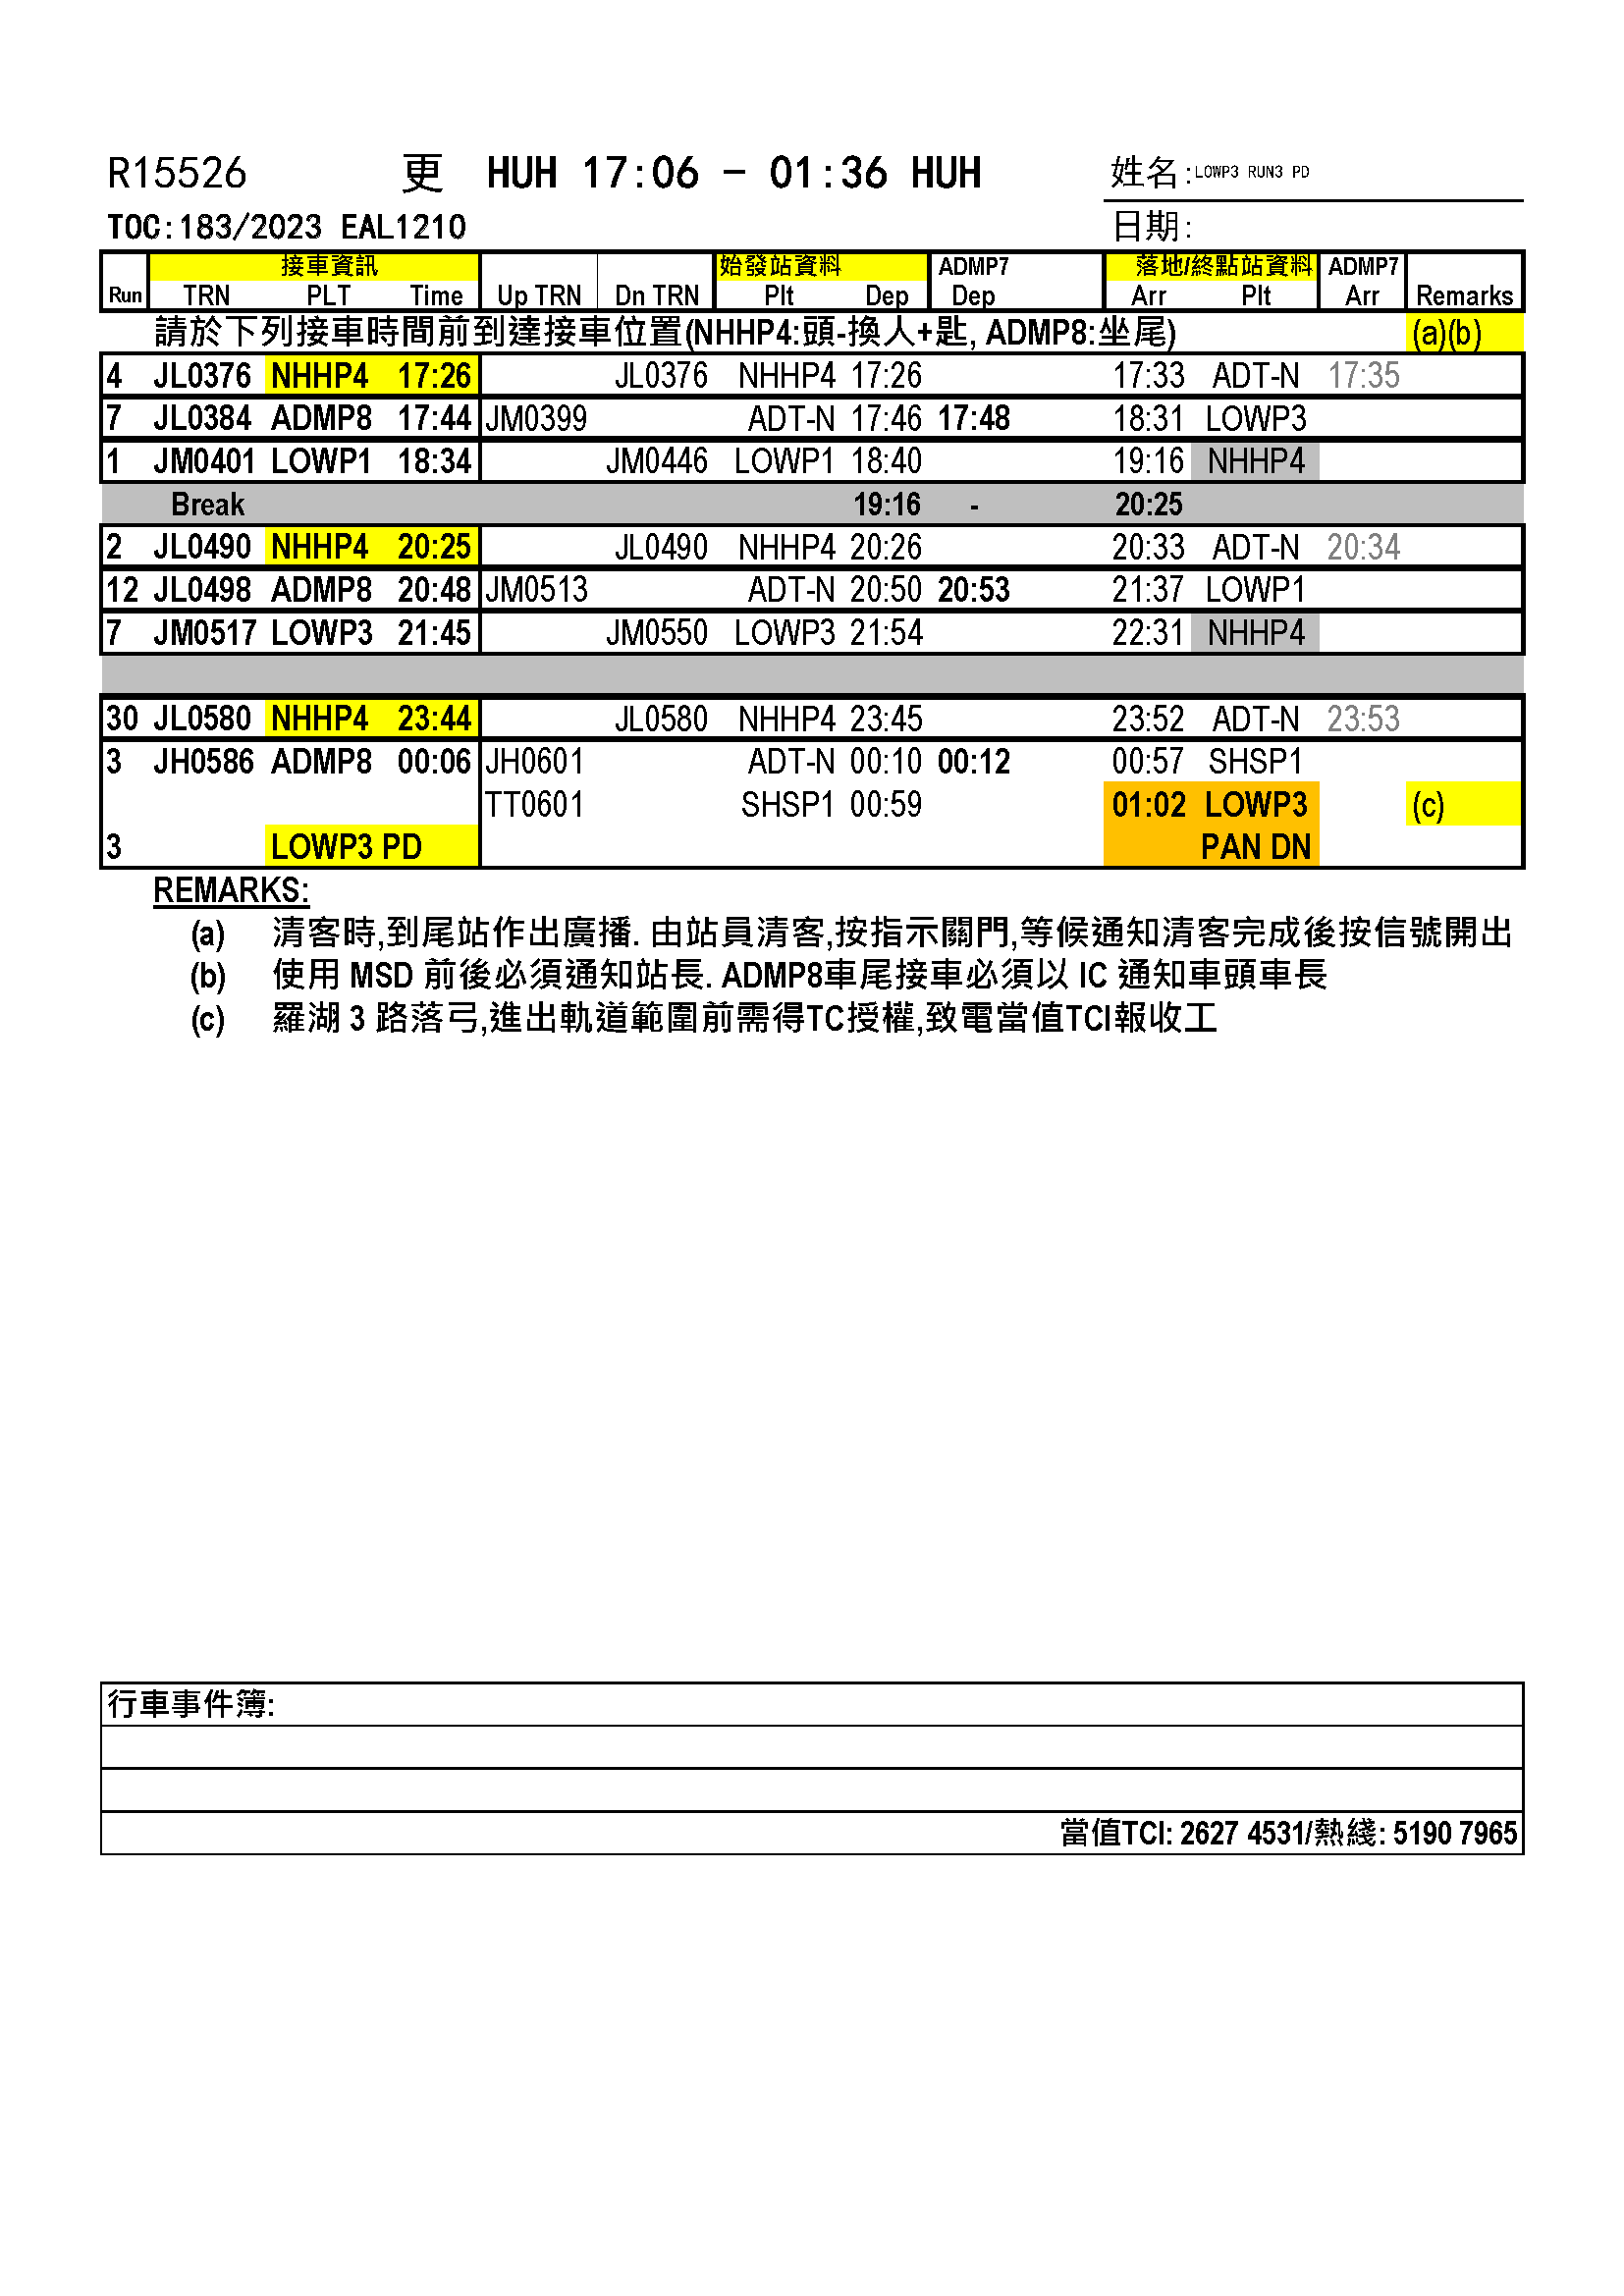 R15526 更 HUH 17:06 - 01:36 HUH 姓名:LOWP3 RUN3 PD
TOC:183/2023 EAL1210 日期:
接車資訊 始發站資料 ADMP7 落地/終點站資料 ADMP7
Run TRN PLT Time Up TRN Dn TRN Plt Dep Dep Arr Plt Arr Remarks
請於下列接車時間前到達接車位置(NHHP4:頭-換人+匙, ADMP8:坐尾) (a)(b)
4 JL0376 NHHP4 17:26 JL0376 NHHP4 17:26 17:33 ADT-N 17:35
7 JL0384 ADMP8 17:44 JM0399 ADT-N 17:46 17:48 18:31 LOWP3
1 JM0401 LOWP1 18:34 JM0446 LOWP1 18:40 19:16 NHHP4
Break 19:16 - 20:25
2 JL0490 NHHP4 20:25 JL0490 NHHP4 20:26 20:33 ADT-N 20:34
12 JL0498 ADMP8 20:48 JM0513 ADT-N 20:50 20:53 21:37 LOWP1
7 JM0517 LOWP3 21:45 JM0550 LOWP3 21:54 22:31 NHHP4
30 JL0580 NHHP4 23:44 JL0580 NHHP4 23:45 23:52 ADT-N 23:53
3 JH0586 ADMP8 00:06 JH0601 ADT-N 00:10 00:12 00:57 SHSP1
TT0601 SHSP1 00:59 01:02 LOWP3 (c)
3 LOWP3 PD PAN DN
REMARKS:
(a) 清客時,到尾站作出廣播. 由站員清客,按指示關門,等候通知清客完成後按信號開出
(b) 使用 MSD 前後必須通知站長. ADMP8車尾接車必須以 IC 通知車頭車長
(c) 羅湖 3 路落弓,進出軌道範圍前需得TC授權,致電當值TCI報收工
行車事件簿:
當值TCI: 2627 4531/熱綫: 5190 7965